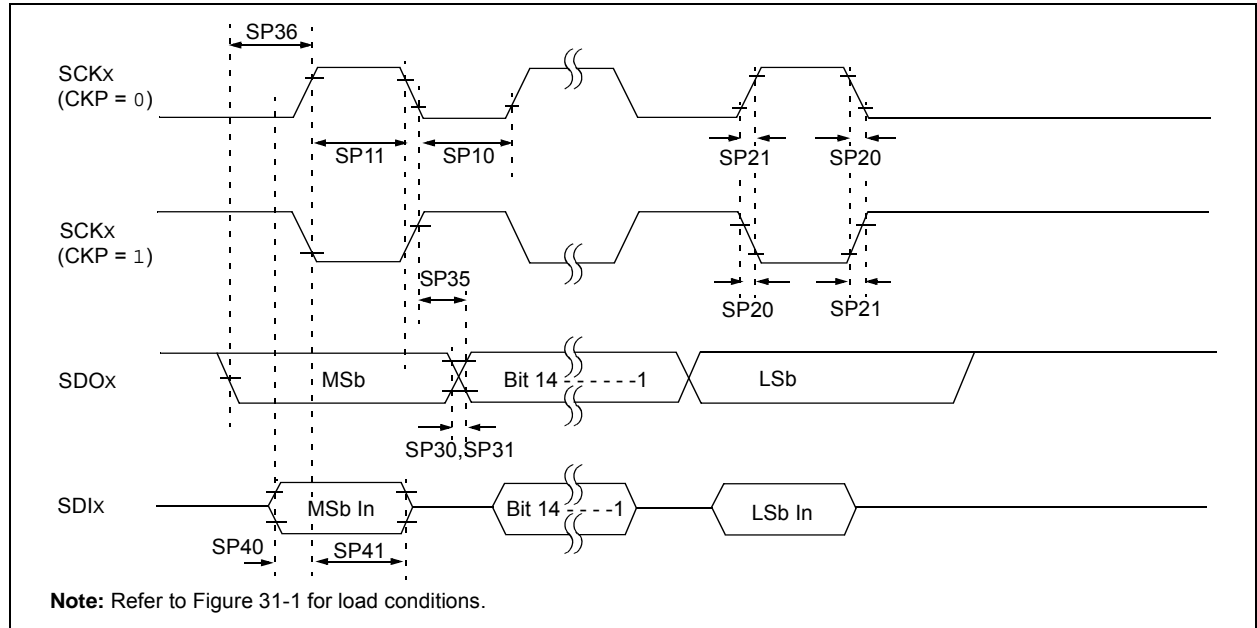 SP36
SCKx
(CKP = 0)
SP11
SP10
SP21
SP20
SCKx
(CKP = 1)
SP35
SP20
SP21
SDOx
MSb
Bit 14 - - - - - -1
LSb
SP30,SP31
SDIx
MSb In
Bit 14 - - - -1
LSb In
SP40
SP41
Note: Refer to Figure 31-1 for load conditions.